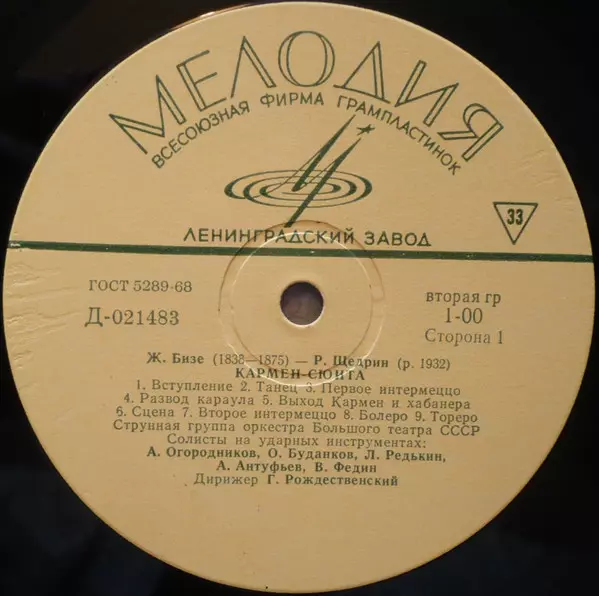 МЕЛОДИЯ
ВСЕСОЮЗНАЯ ФИРМА ГРАМПЛАСТИНОК
ЛЕНИНГРАДСКИЙ ЗАВОД
33
ГОСТ 5289-68
Д-021483
вторая гр
1-00
Сторона 1
Ж. Бизе (1838—1875) — Р. Щедрин (р. 1932)
КАРМЕН-СЮИТА
1. Вступление 2. Танец 3. Первое интермеццо
4. Развод караула 5. Выход Кармен и хабанера
6. Сцена 7. Второе интермеццо 8. Болеро 9. Тореро
Струнная группа оркестра Большого театра СССР
Солисты на ударных инструментах:
А. Огородников, О. Буданков, Л. Редькин,
А. Антуфьев, В. Федин
Дирижер Г. Рождественский